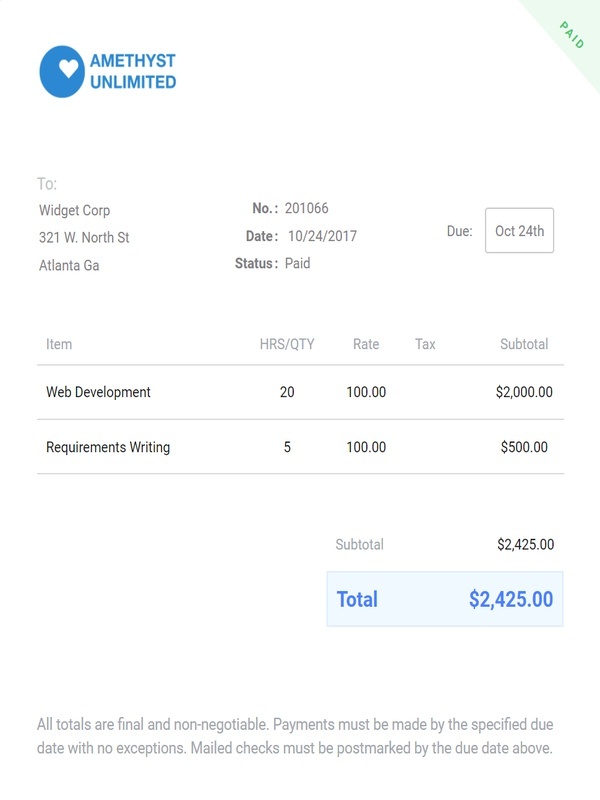 PAID
AMETHYST
UNLIMITED
To:
Widget Corp
321 W. North St
Atlanta Ga
No.: 201066
Date: 10/24/2017
Status: Paid
Due: Oct 24th
Item HRS/QTY Rate Tax Subtotal
Web Development 20 100.00 $2,000.00
Requirements Writing 5 100.00 $500.00
Subtotal $2,425.00
Total $2,425.00
All totals are final and non-negotiable. Payments must be made by the specified due
date with no exceptions. Mailed checks must be postmarked by the due date above.